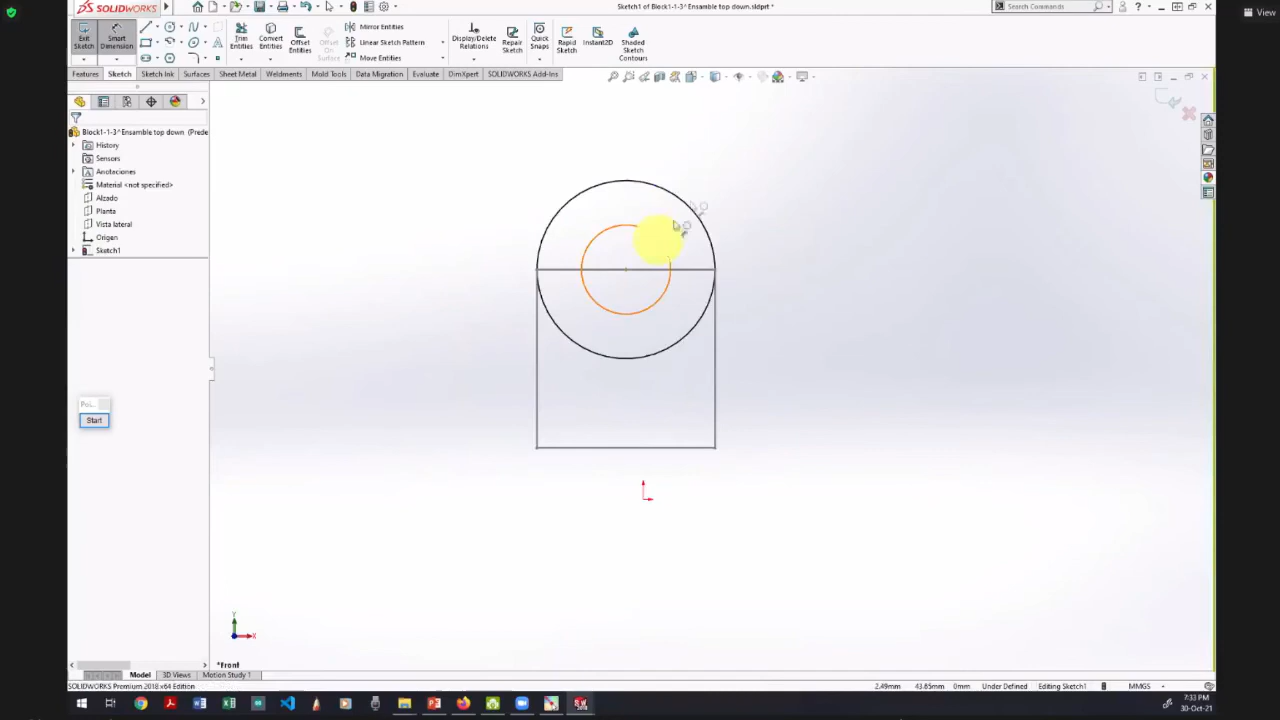 SOLIDWORKS
Sketch1 of Block1-1-3^Ensamble top down.sldprt *
Search Commands
View
Exit Sketch
Smart Dimension
Trim Entities
Convert Entities
Offset Entities
Offset On Surface
Mirror Entities
Linear Sketch Pattern
Move Entities
Display/Delete Relations
Repair Sketch
Quick Snaps
Rapid Sketch
Instant2D
Shaded Sketch Contours
Features
Sketch
Sketch Ink
Surfaces
Sheet Metal
Weldments
Mold Tools
Data Migration
Evaluate
DimXpert
SOLIDWORKS Add-Ins
Block1-1-3^Ensamble top down (Prede
History
Sensors
Anotaciones
Material <not specified>
Alzado
Planta
Vista lateral
Origen
Sketch1
Poi...
Start
Y
X
*Front
Model
3D Views
Motion Study 1
SOLIDWORKS Premium 2018 x64 Edition
2.49mm
43.85mm
0mm
Under Defined
Editing Sketch1
MMGS
7:33 PM
30-Oct-21